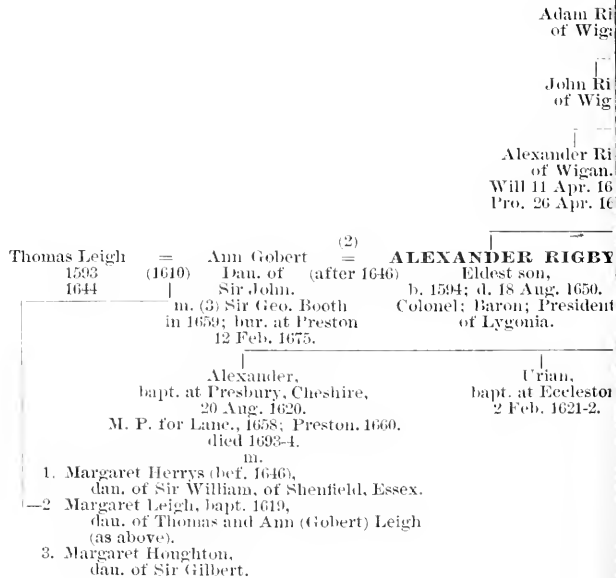 Adam Ri
of Wiga
John Ri
of Wig
Alexander Ri
of Wigan.
Will 11 Apr. 16
Pro. 26 Apr. 16
(2)
Thomas Leigh = Ann Gobert = ALEXANDER RIGBY
1593 (1610) Dau. of (after 1646) Eldest son,
1644 Sir John. b. 1594; d. 18 Aug. 1650.
m. (3) Sir Geo. Booth Colonel; Baron; President
in 1659; bur. at Preston of Lygonia.
12 Feb. 1675.
Alexander, Urian,
bapt. at Presbury, Cheshire, bapt. at Eccleston
20 Aug. 1620. 2 Feb. 1621-2.
M. P. for Lanc., 1658; Preston. 1660.
died 1693-4.
m.
1. Margaret Herrys (bef. 1646),
dau. of Sir William, of Shenfield, Essex.
2 Margaret Leigh, bapt. 1619,
dau. of Thomas and Ann (Gobert) Leigh
(as above).
3. Margaret Houghton,
dau. of Sir Gilbert.